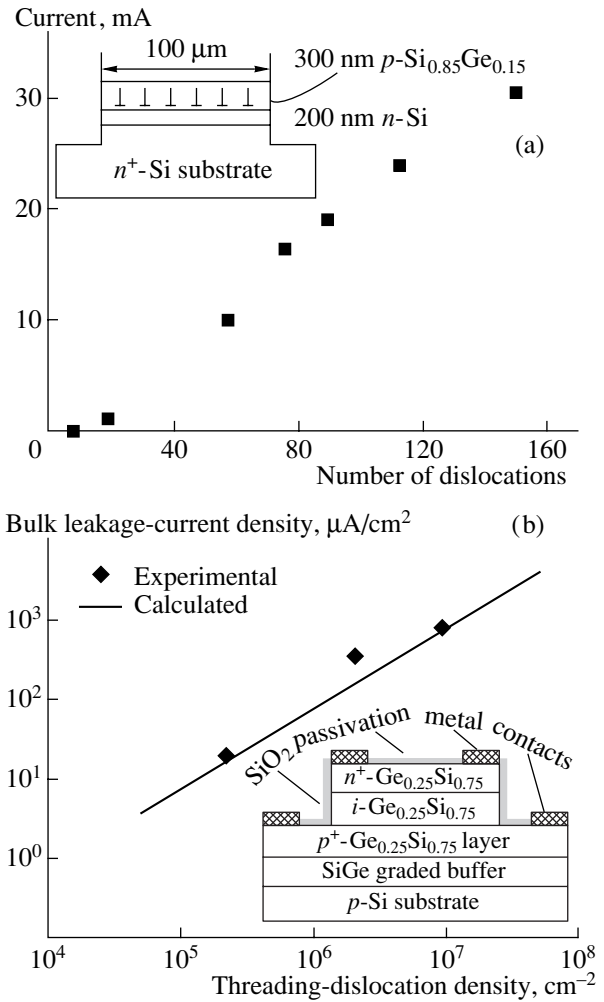 Current, mA
100 μm
300 nm p-Si0.85Ge0.15
30
200 nm n-Si
(a)
n+-Si substrate
20
10
0
40
80
120
160
Number of dislocations
Bulk leakage-current density, μA/cm2
(b)
Experimental
Calculated
10³
10²
SiO2 passivation
metal contacts
10¹
n+-Ge0.25Si0.75
i-Ge0.25Si0.75
p+-Ge0.25Si0.75 layer
10⁰
SiGe graded buffer
p-Si substrate
10⁴
10⁵
10⁶
10⁷
10⁸
Threading-dislocation density, cm−2